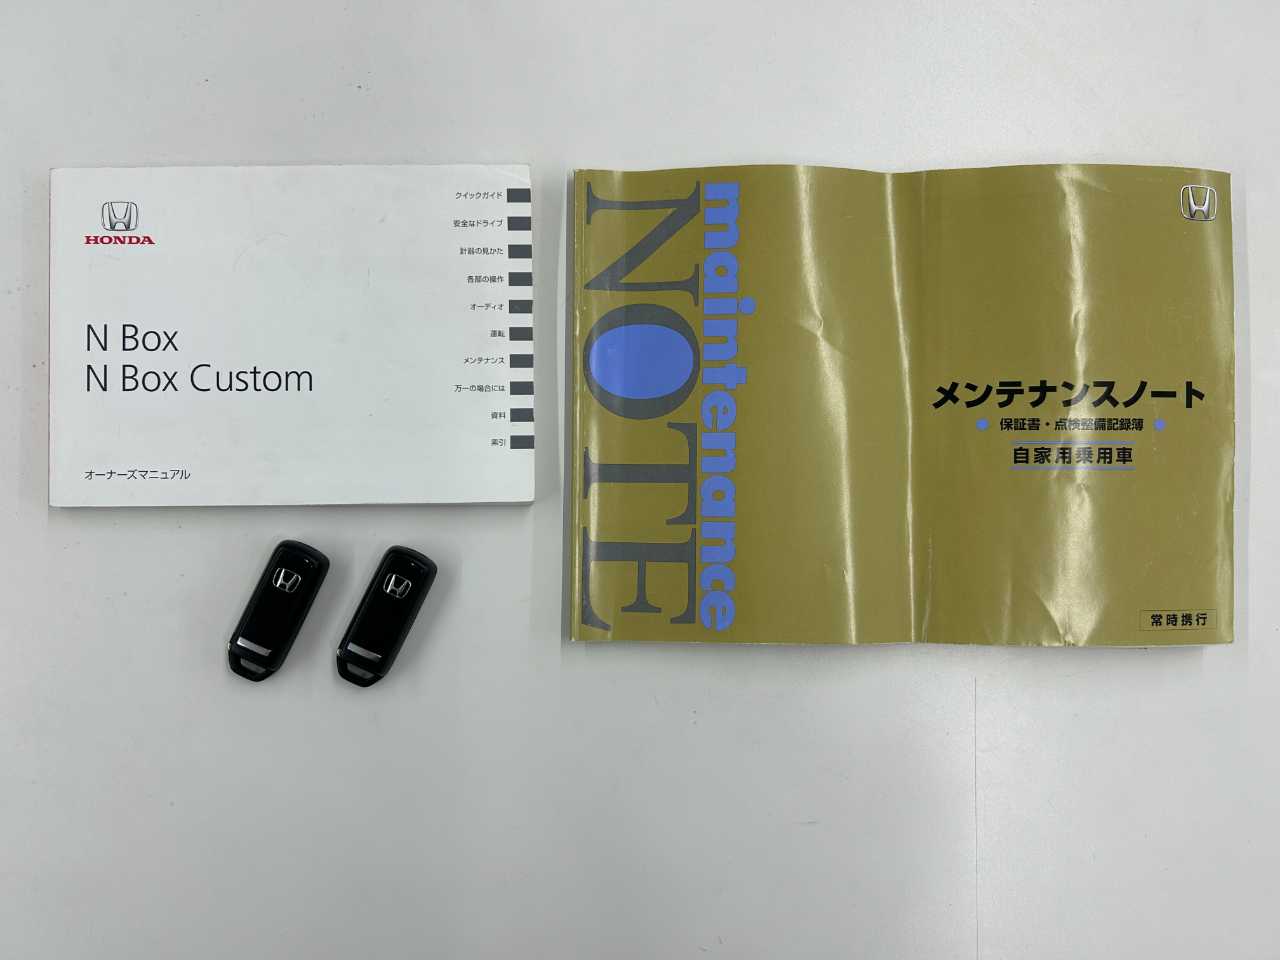 HONDA
N Box
N Box Custom
オーナーズマニュアル
クイックガイド
安全なドライブ
計器の見かた
各部の操作
オーディオ
運転
メンテナンス
万一の場合には
資料
索引
maintenance
NOTE
メンテナンスノート
保証書・点検整備記録簿
自家用乗用車
常時携行